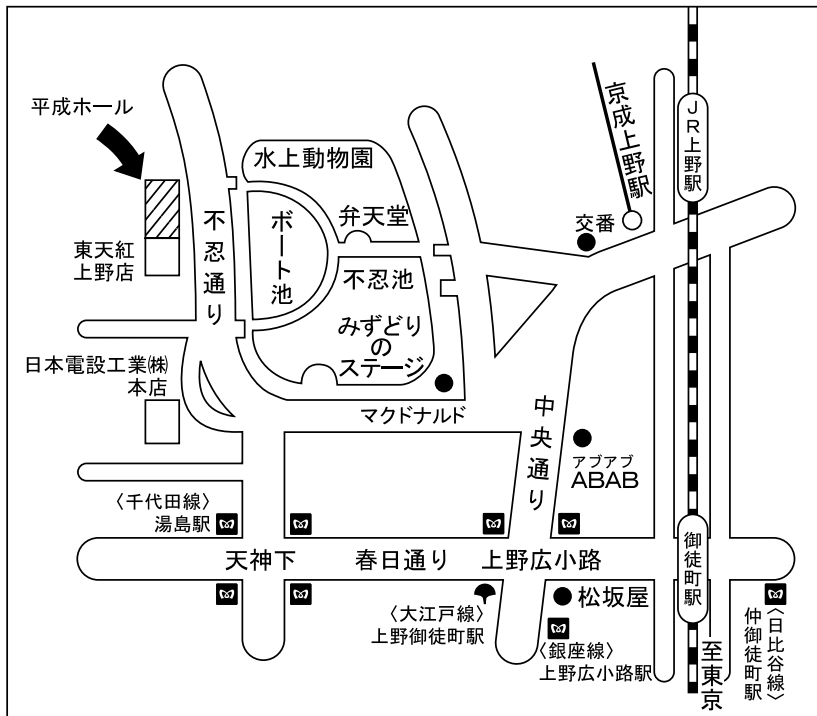 平成ホール
水上動物園
京成上野駅
JR上野駅
交番
弁天堂
ボート池
不忍通り
東天紅
上野店
不忍池
みずどり
の
ステージ
日本電設工業㈱
本店
マクドナルド
中央通り
アブアブ
ABAB
〈千代田線〉
湯島駅
天神下
春日通り
上野広小路
御徒町駅
〈大江戸線〉
上野御徒町駅
松坂屋
〈銀座線〉
上野広小路駅
至東京
〈日比谷線〉
仲御徒町駅